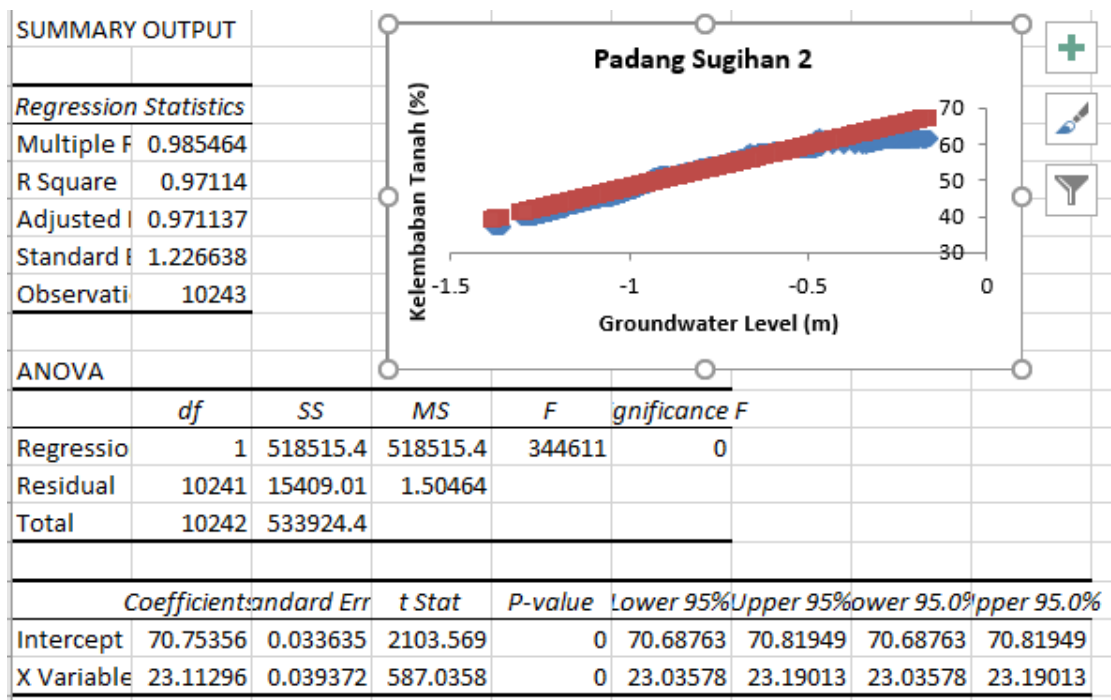 SUMMARY OUTPUT
Padang Sugihan 2
Kelembaban Tanah (%)
70
60
50
40
30
-1.5 -1 -0.5 0
Groundwater Level (m)
Regression Statistics
Multiple R 0.985464
R Square 0.97114
Adjusted 0.971137
Standard E 1.226638
Observati 10243
ANOVA
df SS MS F ignificance F
Regressio 1 518515.4 518515.4 344611 0
Residual 10241 15409.01 1.50464
Total 10242 533924.4
Coefficients andard Err t Stat P-value Lower 95% Upper 95% ower 95.0% pper 95.0%
Intercept 70.75356 0.033635 2103.569 0 70.68763 70.81949 70.68763 70.81949
X Variable 23.11296 0.039372 587.0358 0 23.03578 23.19013 23.03578 23.19013